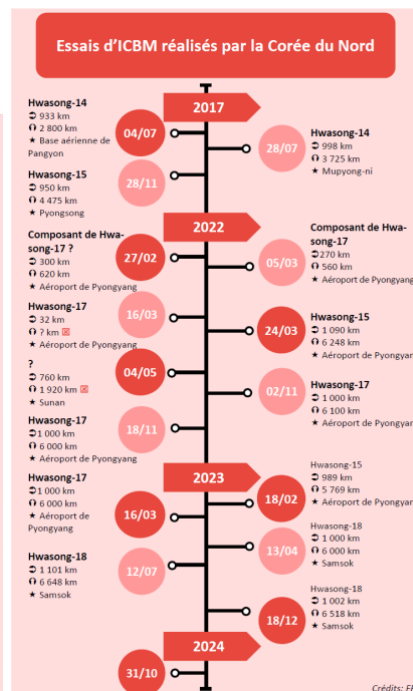 Essais d'ICBM réalisés par la Corée du Nord
2017
Hwasong-14
933 km
2 800 km
★ Base aérienne de
Pangyon
04/07
Hwasong-14
998 km
3 725 km
★ Mupyong-ni
28/07
Hwasong-15
950 km
4 475 km
★ Pyongsong
28/11
2022
Composant de Hwa-
song-17 ?
300 km
620 km
★ Aéroport de Pyongyang
27/02
Composant de Hwa-
song-17
270 km
560 km
★ Aéroport de Pyongyang
05/03
Hwasong-17
32 km
? km
★ Aéroport de Pyongyang
16/03
Hwasong-15
1 090 km
6 248 km
★ Aéroport de Pyongyan
24/03
?
760 km
1 920 km
★ Sunan
04/05
Hwasong-17
1 000 km
6 100 km
★ Aéroport de Pyongyang
02/11
Hwasong-17
1 000 km
6 000 km
★ Aéroport de Pyongyang
18/11
2023
Hwasong-15
989 km
5 769 km
★ Aéroport de Pyongyan
18/02
Hwasong-17
1 000 km
6 000 km
★ Aéroport de
Pyongyang
16/03
Hwasong-18
1 000 km
6 000 km
★ Samsok
13/04
Hwasong-18
1 101 km
6 648 km
★ Samsok
12/07
Hwasong-18
1 002 km
6 518 km
★ Samsok
18/12
2024
31/10
Crédits: